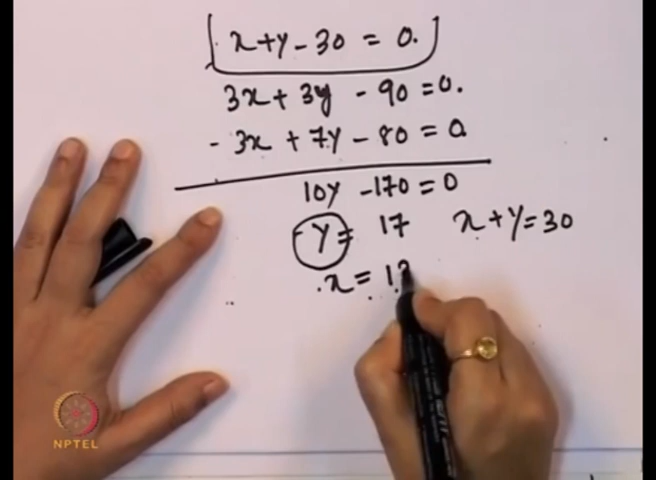 x+y-30 = 0.
3x + 3y - 90 = 0.
- 3x + 7y - 80 = 0
10y - 170 = 0
y = 17 x + y = 30
x = 13
NPTEL